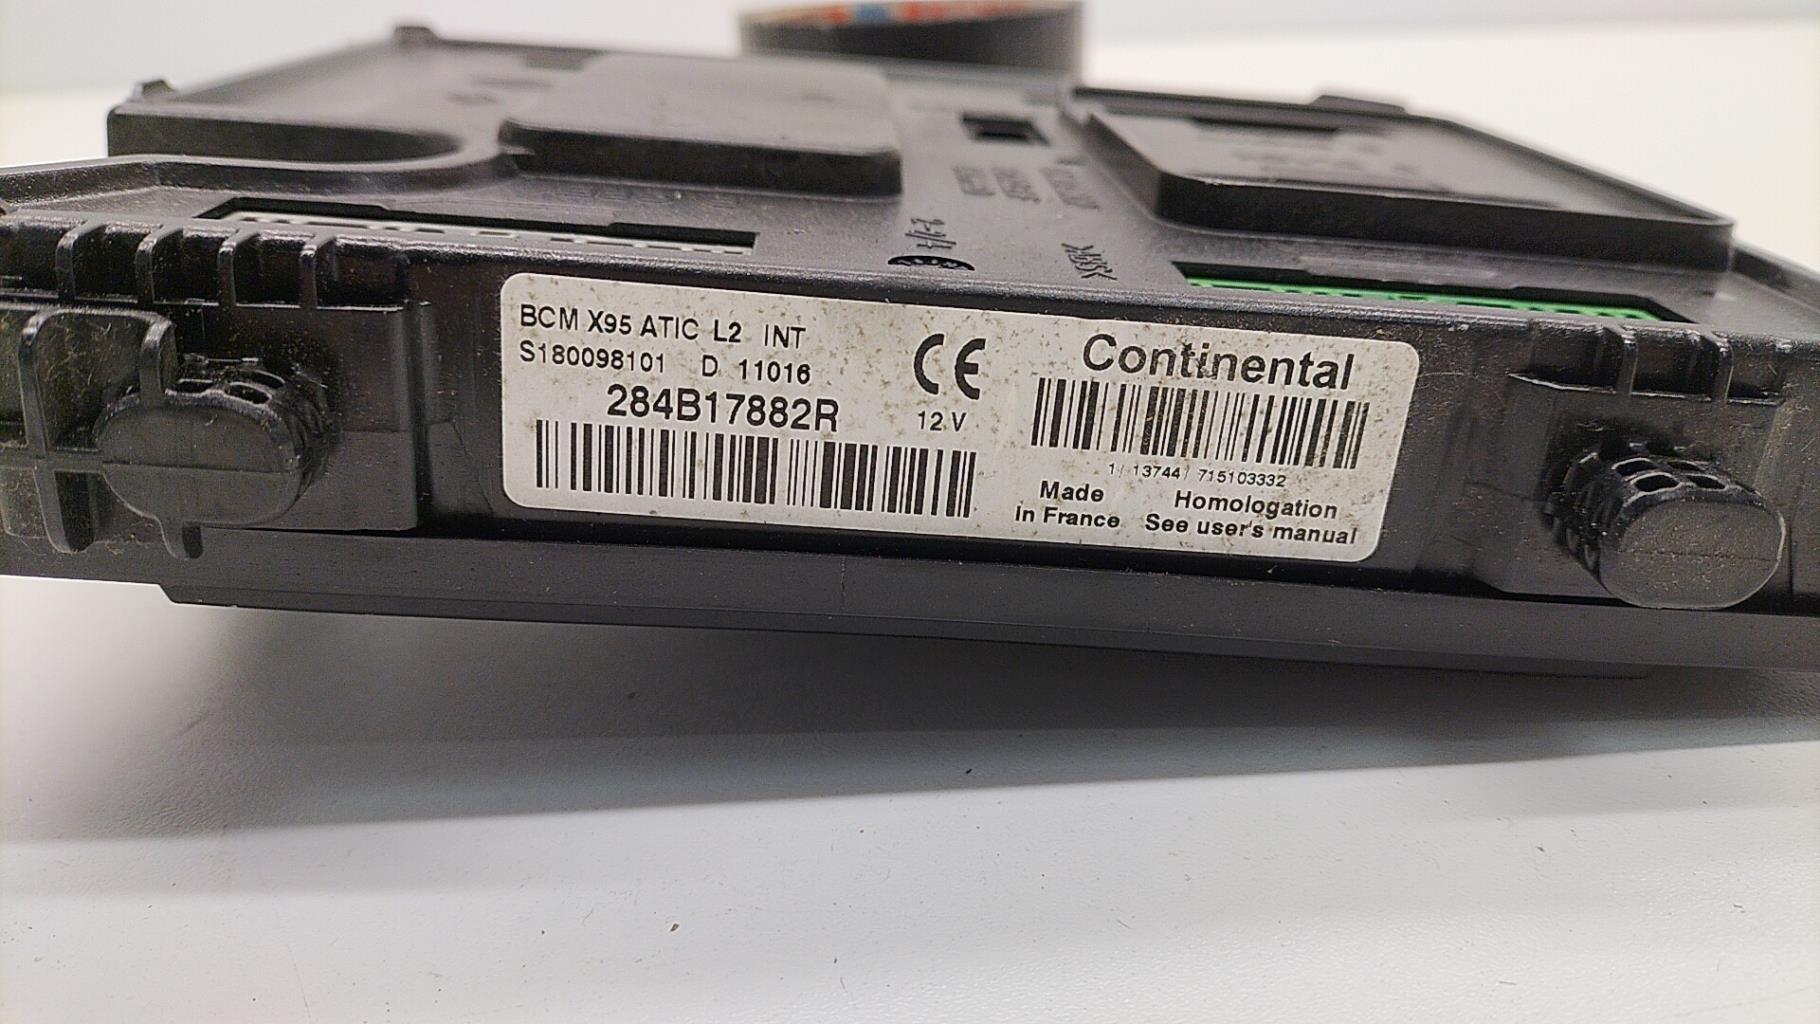 BCM X95 ATIC L2 INT
S180098101 D 11016
284B17882R
CE
12 V
Continental
1/ 13744/ 715103332
Made
in France
Homologation
See user's manual